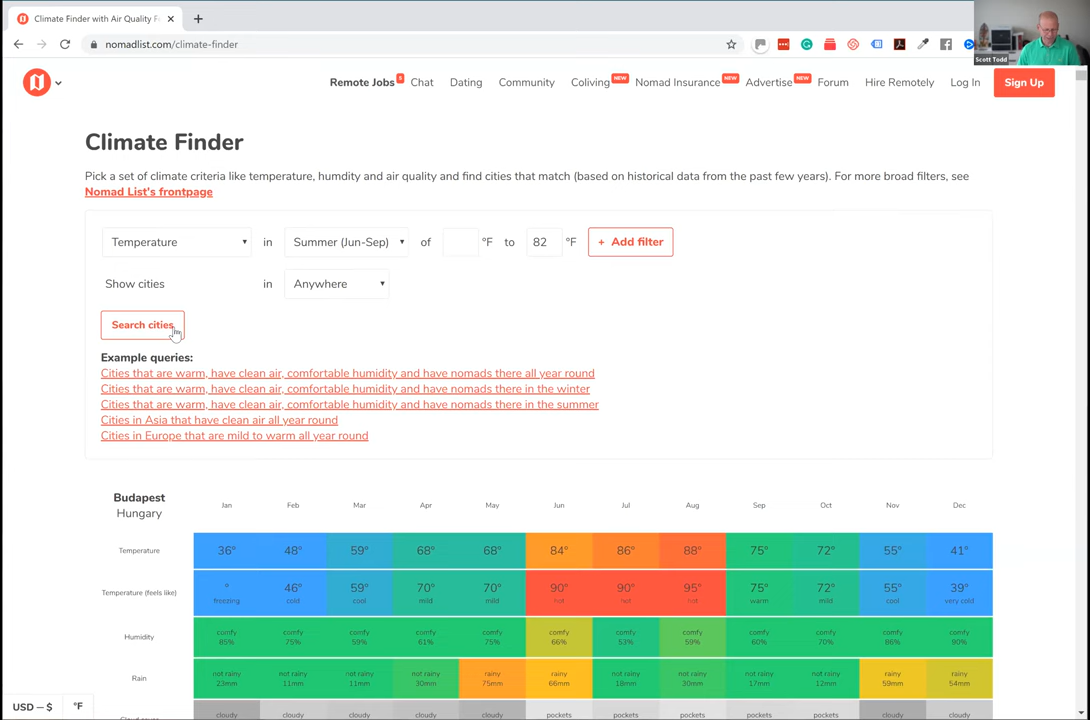 Climate Finder with Air Quality F
nomadlist.com/climate-finder
Scott Todd
Remote Jobs 8 Chat Dating Community Coliving NEW Nomad Insurance NEW Advertise NEW Forum Hire Remotely Log In Sign Up
Climate Finder
Pick a set of climate criteria like temperature, humdity and air quality and find cities that match (based on historical data from the past few years). For more broad filters, see
Nomad List's frontpage
Temperature in Summer (Jun-Sep) of °F to 82 °F + Add filter
Show cities in Anywhere
Search cities
Example queries:
Cities that are warm, have clean air, comfortable humidity and have nomads there all year round
Cities that are warm, have clean air, comfortable humidity and have nomads there in the winter
Cities that are warm, have clean air, comfortable humidity and have nomads there in the summer
Cities in Asia that have clean air all year round
Cities in Europe that are mild to warm all year round
Budapest
Hungary
Jan Feb Mar Apr May Jun Jul Aug Sep Oct Nov Dec
Temperature 36° 48° 59° 68° 68° 84° 86° 88° 75° 72° 55° 41°
Temperature (feels like) ° 46° 59° 70° 70° 90° 90° 95° 75° 72° 55° 39°
freezing cold cool mild mild hot hot hot warm mild cool very cold
Humidity comfy comfy comfy comfy comfy comfy comfy comfy comfy comfy comfy comfy
85% 75% 59% 61% 75% 66% 53% 59% 60% 70% 86% 90%
Rain not rainy not rainy not rainy not rainy rainy rainy not rainy not rainy not rainy not rainy rainy rainy
23mm 11mm 11mm 30mm 75mm 66mm 18mm 30mm 17mm 12mm 59mm 54mm
Cloud cover cloudy cloudy cloudy cloudy cloudy pockets pockets pockets pockets pockets cloudy cloudy
USD — $ °F